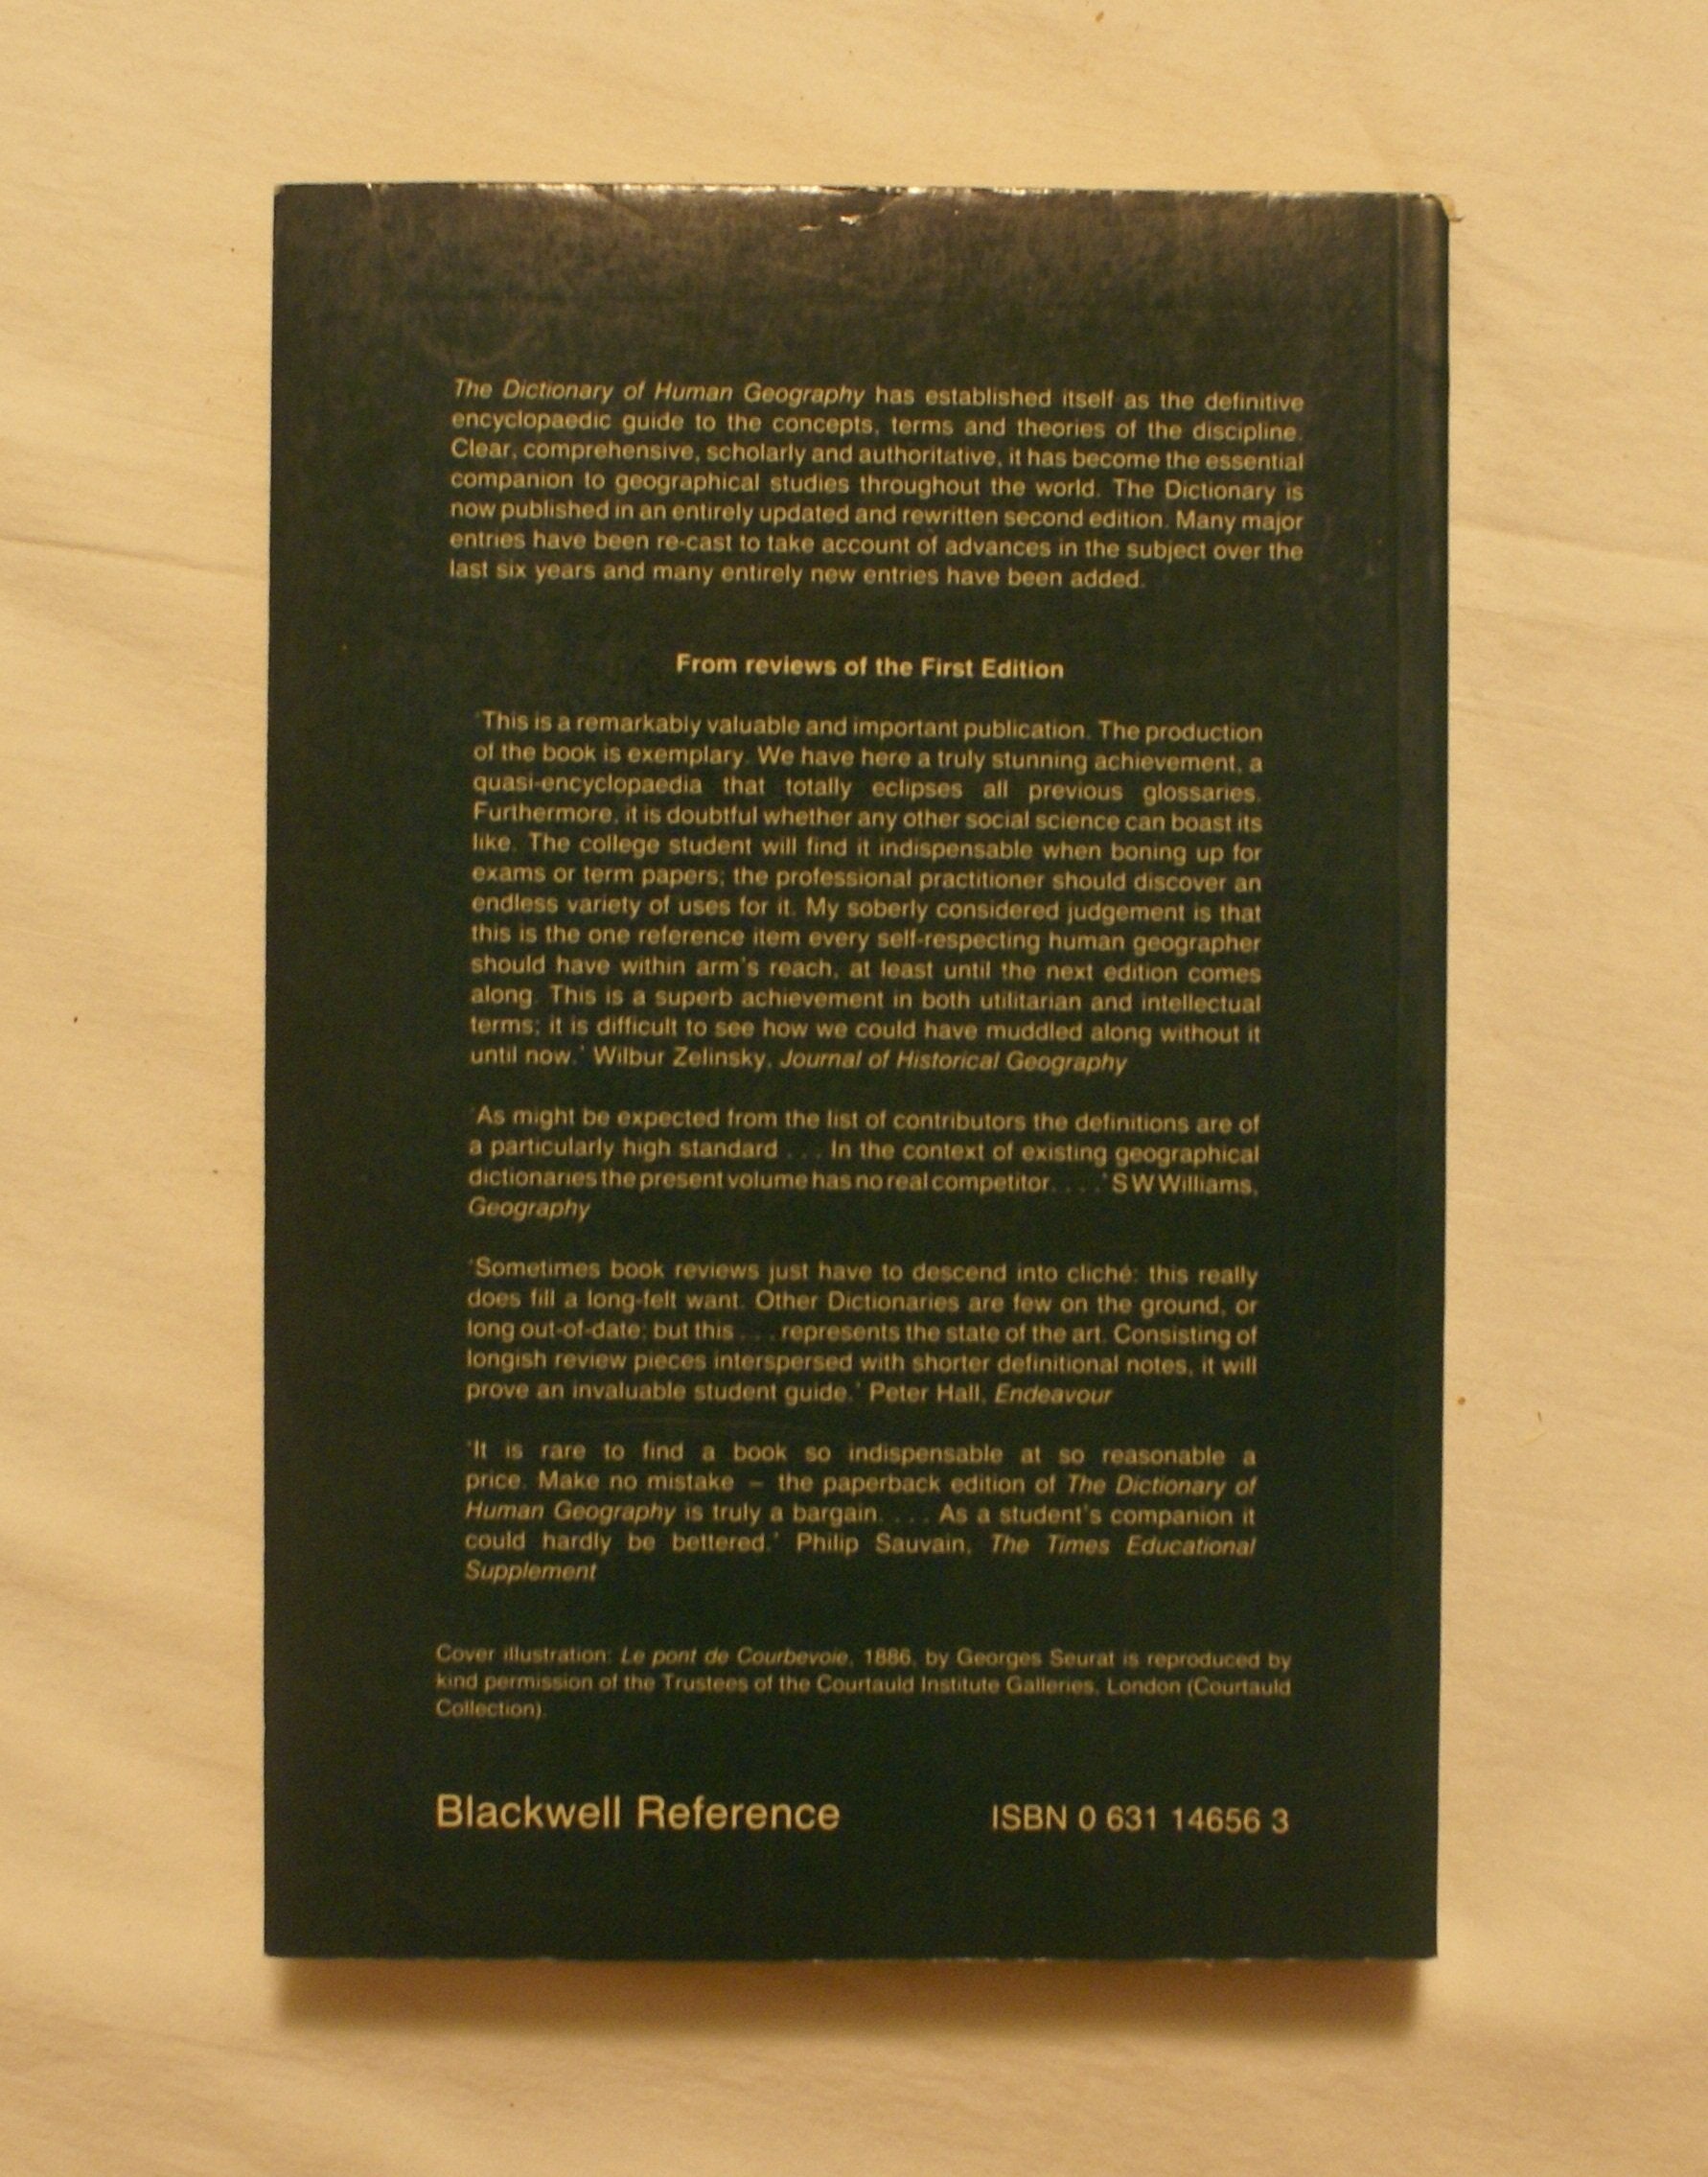 The Dictionary of Human Geography has established itself as the definitive
encyclopaedic guide to the concepts, terms and theories of the discipline.
Clear, comprehensive, scholarly and authoritative, it has become the essential
companion to geographical studies throughout the world. The Dictionary is
now published in an entirely updated and rewritten second edition. Many major
entries have been re-cast to take account of advances in the subject over the
last six years and many entirely new entries have been added.
From reviews of the First Edition
'This is a remarkably valuable and important publication. The production
of the book is exemplary. We have here a truly stunning achievement, a
quasi-encyclopaedia that totally eclipses all previous glossaries.
Furthermore, it is doubtful whether any other social science can boast its
like. The college student will find it indispensable when boning up for
exams or term papers; the professional practitioner should discover an
endless variety of uses for it. My soberly considered judgement is that
this is the one reference item every self-respecting human geographer
should have within arm's reach, at least until the next edition comes
along. This is a superb achievement in both utilitarian and intellectual
terms; it is difficult to see how we could have muddled along without it
until now.' Wilbur Zelinsky, Journal of Historical Geography
'As might be expected from the list of contributors the definitions are of
a particularly high standard . . . In the context of existing geographical
dictionaries the present volume has no real competitor. . . .' S W Williams,
Geography
'Sometimes book reviews just have to descend into cliché: this really
does fill a long-felt want. Other Dictionaries are few on the ground, or
long out-of-date; but this . . . represents the state of the art. Consisting of
longish review pieces interspersed with shorter definitional notes, it will
prove an invaluable student guide.' Peter Hall, Endeavour
'It is rare to find a book so indispensable at so reasonable a
price. Make no mistake – the paperback edition of The Dictionary of
Human Geography is truly a bargain. . . . As a student's companion it
could hardly be bettered.' Philip Sauvain, The Times Educational
Supplement
Cover illustration: Le pont de Courbevoie, 1886, by Georges Seurat is reproduced by
kind permission of the Trustees of the Courtauld Institute Galleries, London (Courtauld
Collection).
Blackwell Reference
ISBN 0 631 14656 3